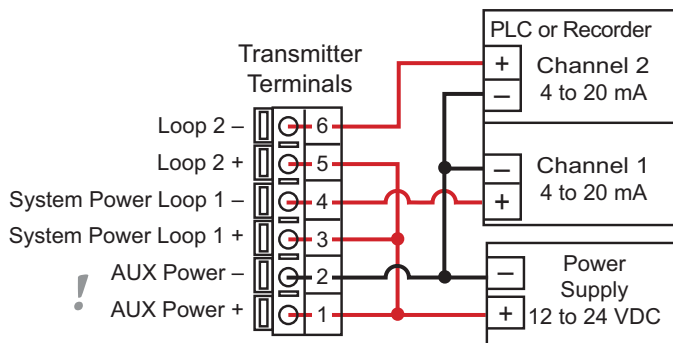 Transmitter
Terminals
Loop 2 –
Loop 2 +
System Power Loop 1 –
System Power Loop 1 +
! AUX Power –
AUX Power +
6
5
4
3
2
1
PLC or Recorder
+ Channel 2
– 4 to 20 mA
– Channel 1
+ 4 to 20 mA
– Power
Supply
+ 12 to 24 VDC